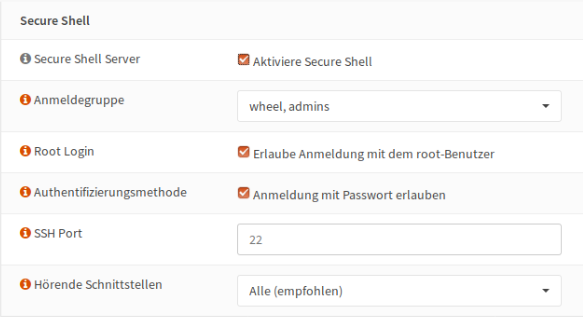 Secure Shell
Secure Shell Server
Aktiviere Secure Shell
Anmeldegruppe
wheel, admins
Root Login
Erlaube Anmeldung mit dem root-Benutzer
Authentifizierungsmethode
Anmeldung mit Passwort erlauben
SSH Port
22
Hörende Schnittstellen
Alle (empfohlen)